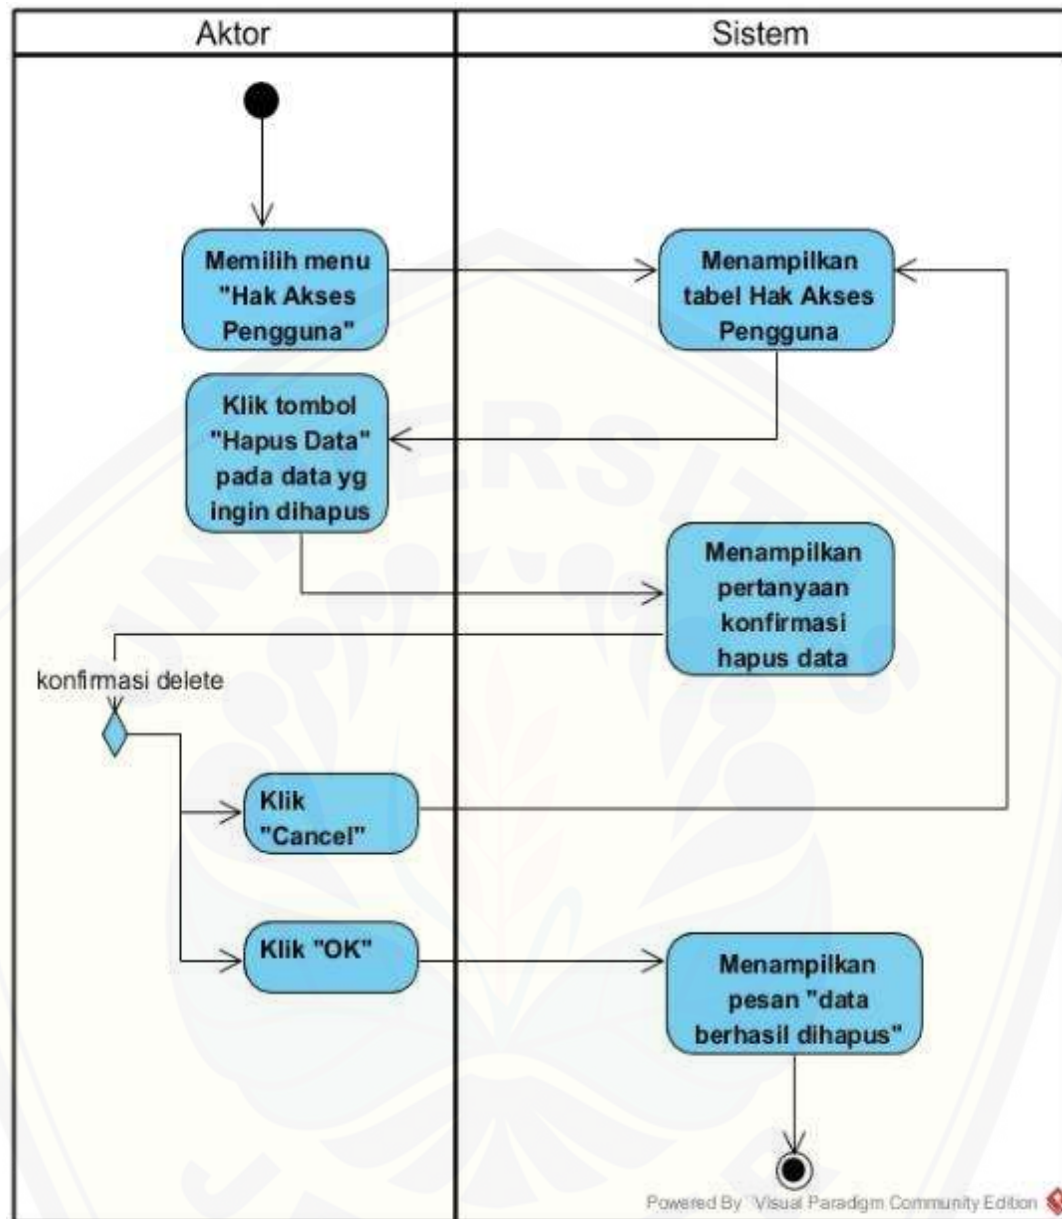 Aktor
Sistem
Memilih menu
"Hak Akses
Pengguna"
Menampilkan
tabel Hak Akses
Pengguna
Klik tombol
"Hapus Data"
pada data yg
ingin dihapus
Menampilkan
pertanyaan
konfirmasi
hapus data
konfirmasi delete
Klik
"Cancel"
Klik "OK"
Menampilkan
pesan "data
berhasil dihapus"
Powered By Visual Paradigm Community Edition